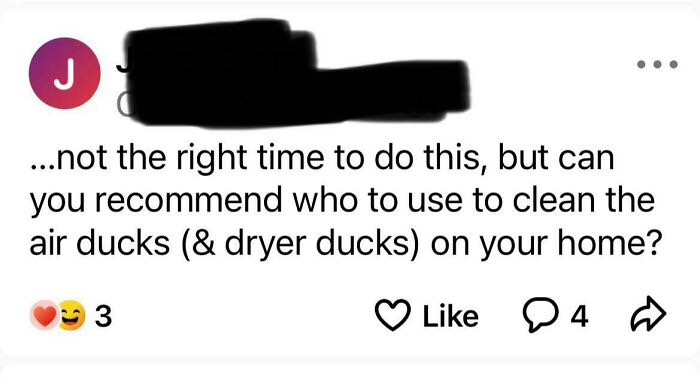 J
...not the right time to do this, but can
you recommend who to use to clean the
air ducks (& dryer ducks) on your home?
3 Like 4